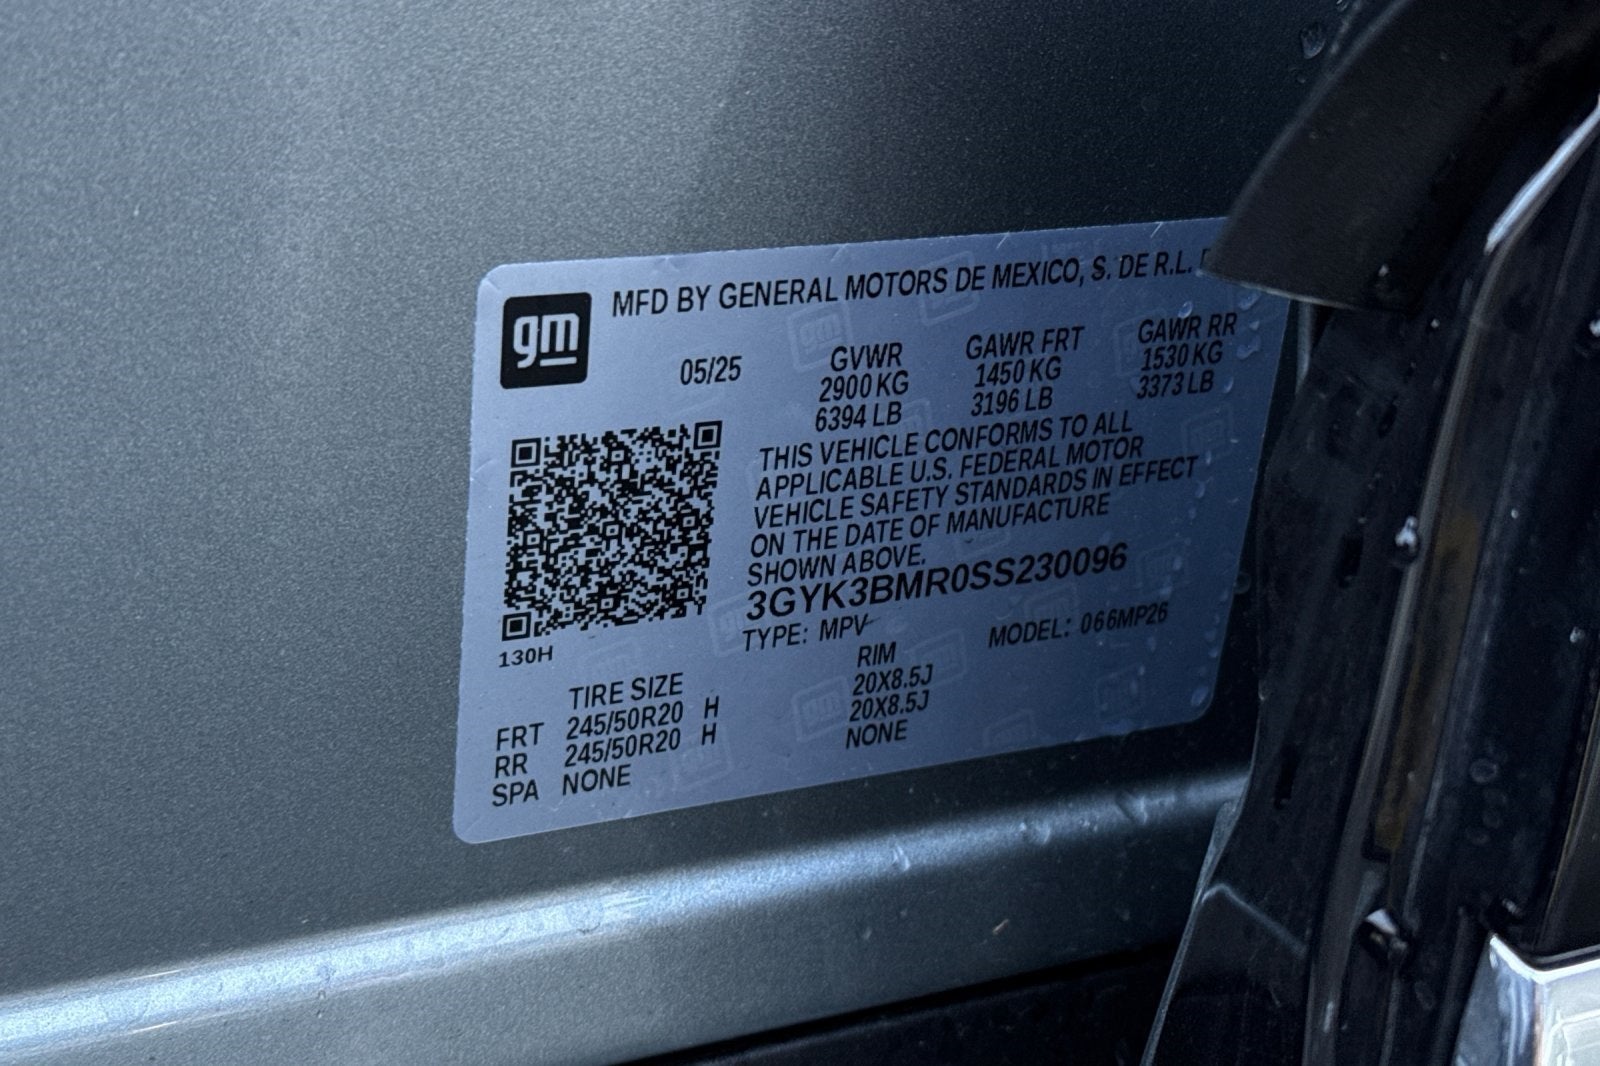 gm
MFD BY GENERAL MOTORS DE MEXICO, S. DE R.L.
05/25
GVWR
2900 KG
6394 LB
GAWR FRT
1450 KG
3196 LB
GAWR RR
1530 KG
3373 LB
THIS VEHICLE CONFORMS TO ALL
APPLICABLE U.S. FEDERAL MOTOR
VEHICLE SAFETY STANDARDS IN EFFECT
ON THE DATE OF MANUFACTURE
SHOWN ABOVE.
3GYK3BMR0SS230096
TYPE: MPV MODEL: 066MP26
130H
TIRE SIZE RIM
FRT 245/50R20 H 20X8.5J
RR 245/50R20 H 20X8.5J
SPA NONE NONE